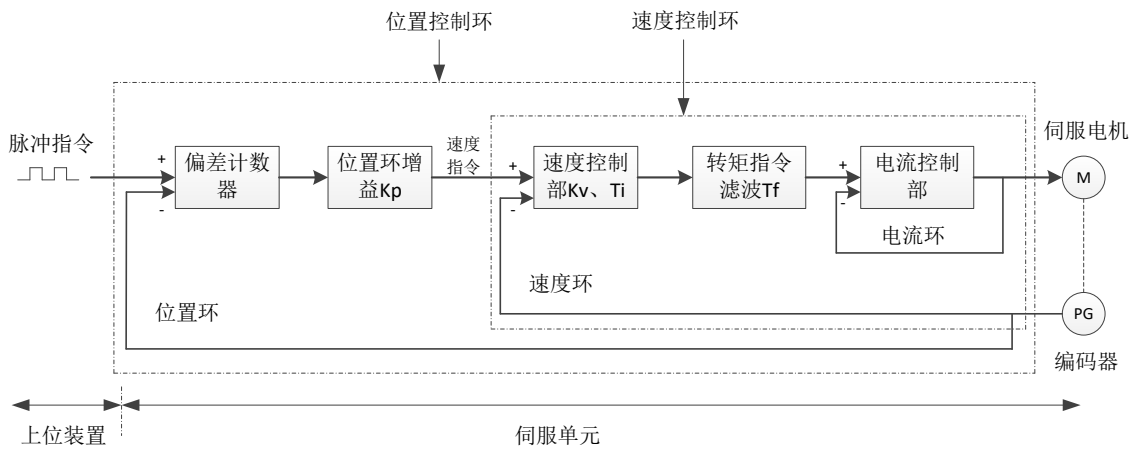 位置控制环
速度控制环
脉冲指令
伺服电机
+
偏差计数
器
-
位置环增
益Kp
速度
指令
+
速度控制
部Kv、Ti
-
转矩指令
滤波Tf
+
电流控制
部
-
M
电流环
速度环
位置环
PG
编码器
上位装置
伺服单元